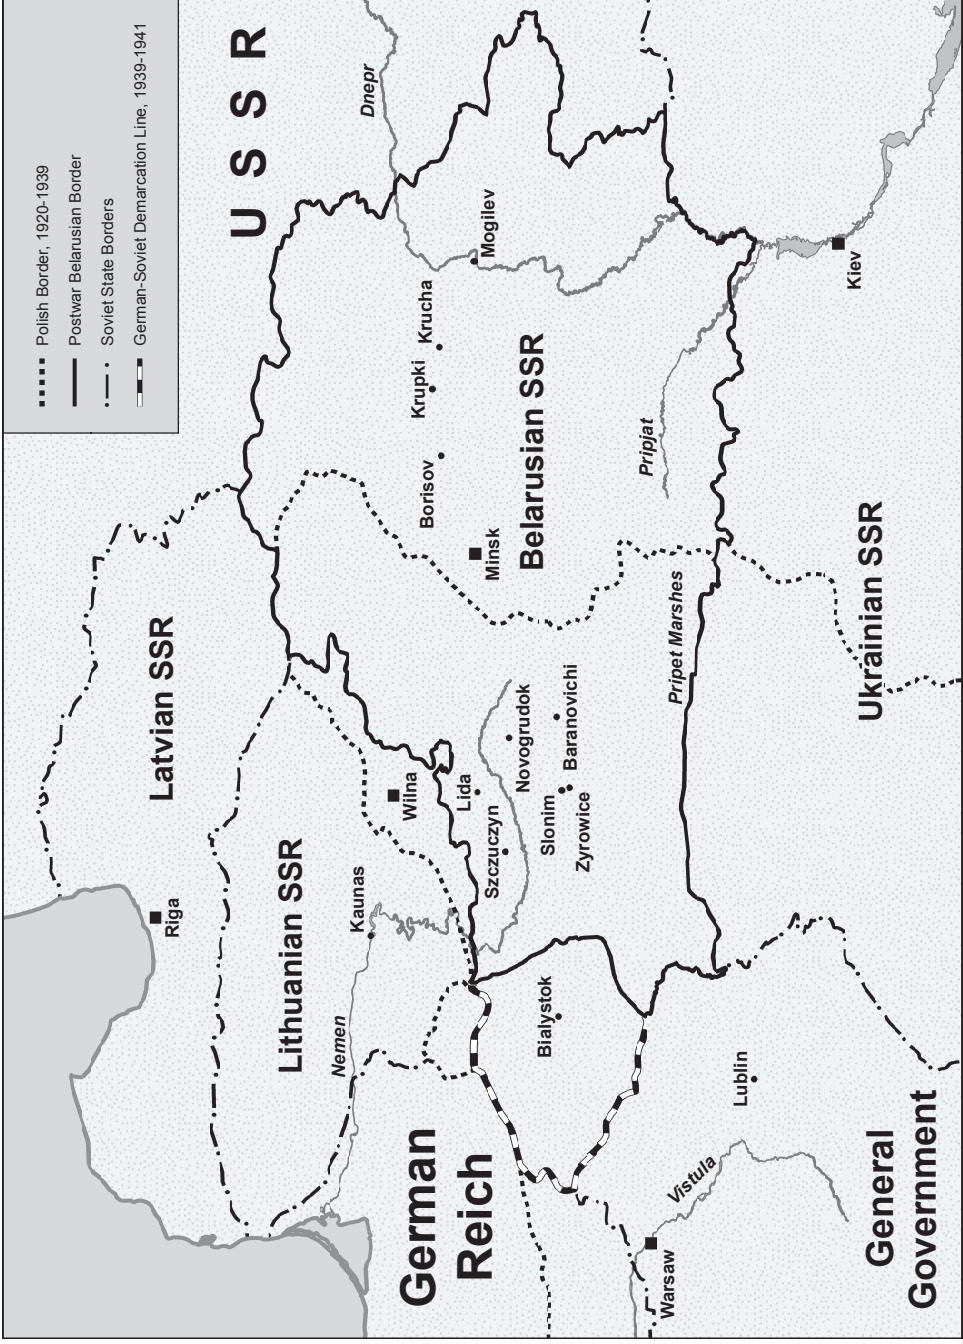 Polish Border, 1920-1939
Postwar Belarusian Border
Soviet State Borders
German-Soviet Demarcation Line, 1939-1941
U S S R
Latvian SSR
Riga
Lithuanian SSR
Dnepr
Nemen
Kaunas
Wilna
Mogilev
Krucha
Krupki
Borisov
German
Reich
Lida
Minsk
Szczuczyn
Novogrudok
Belarusian SSR
Bialystok
Slonim
Baranovichi
Zyrowice
Pripjat
Pripet Marshes
Warsaw
Vistula
Lublin
Kiev
Ukrainian SSR
General
Government